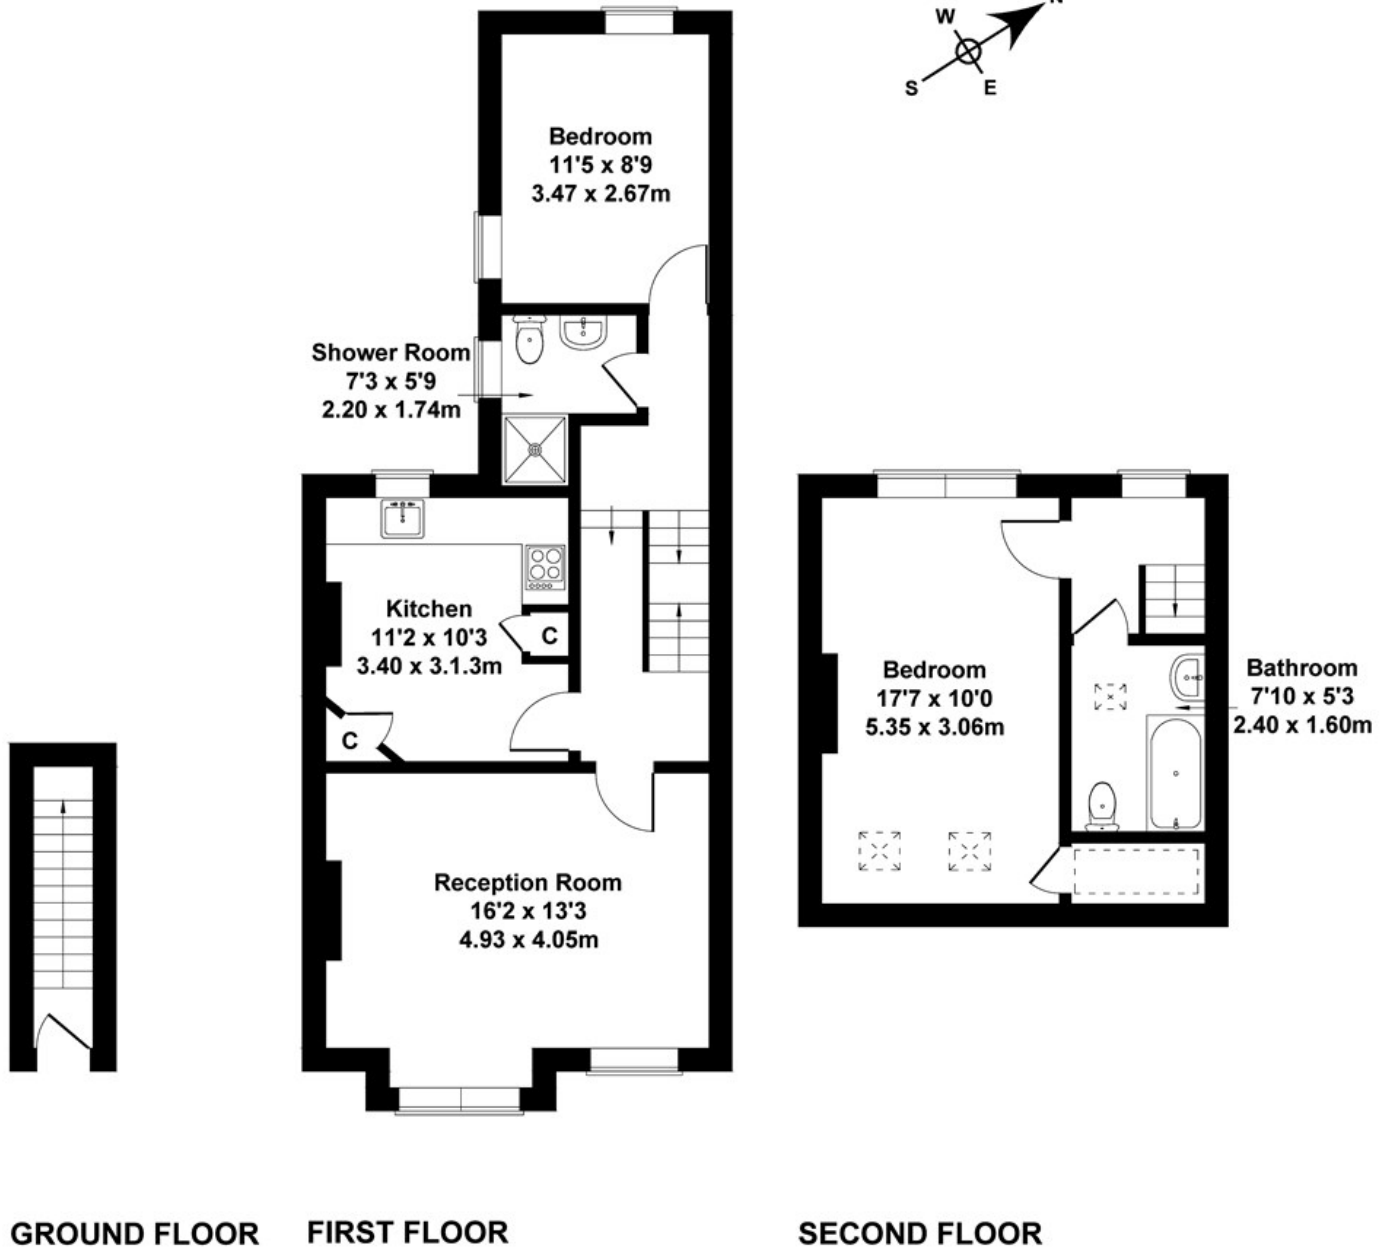 N
W
S
E
Bedroom
11'5 x 8'9
3.47 x 2.67m
Shower Room
7'3 x 5'9
2.20 x 1.74m
Kitchen
11'2 x 10'3
3.40 x 3.1.3m
C
C
Reception Room
16'2 x 13'3
4.93 x 4.05m
Bedroom
17'7 x 10'0
5.35 x 3.06m
Bathroom
7'10 x 5'3
2.40 x 1.60m
GROUND FLOOR
FIRST FLOOR
SECOND FLOOR